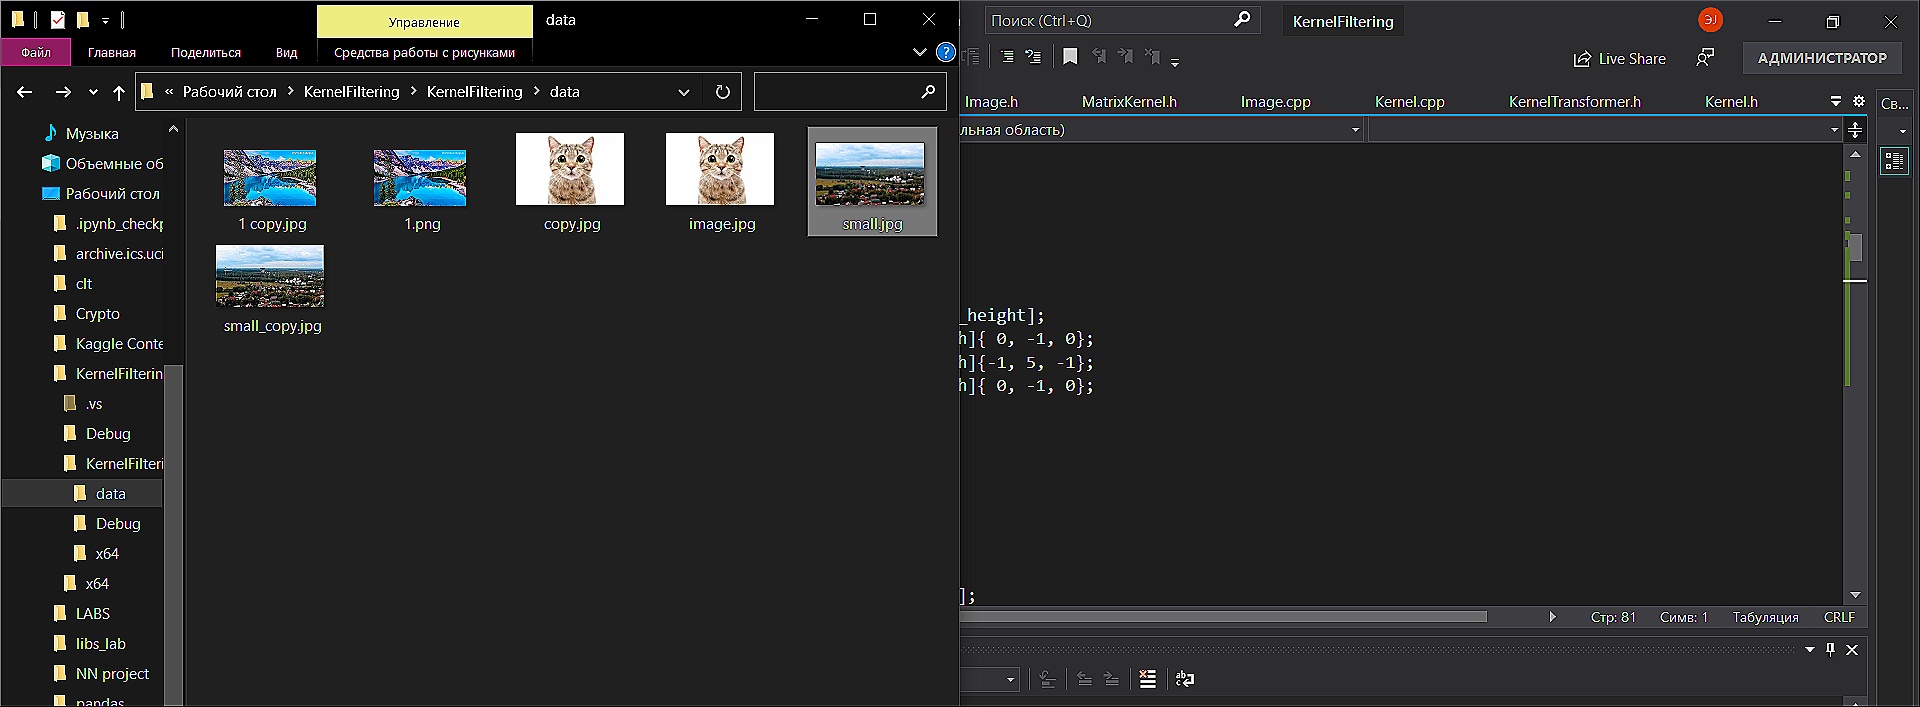 Управление
data
Файл
Главная
Поделиться
Вид
Средства работы с рисунками
« Рабочий стол > KernelFiltering > KernelFiltering > data
Музыка
Объемные об
Рабочий стол
.ipynb_checkp
archive.ics.uci
clt
Crypto
Kaggle Conte
KernelFilterin
.vs
Debug
KernelFilteri
data
Debug
x64
x64
LABS
libs_lab
NN project
pandas
1 copy.jpg
1.png
copy.jpg
image.jpg
small.jpg
small_copy.jpg
Поиск (Ctrl+Q)
KernelFiltering
ЭJ
Live Share
АДМИНИСТРАТОР
Image.h
MatrixKernel.h
Image.cpp
Kernel.cpp
KernelTransformer.h
Kernel.h
Св...
льная область)
_height];
h]{ 0, -1, 0};
h]{-1, 5, -1};
h]{ 0, -1, 0};
];
Стр: 81
Симв: 1
Табуляция
CRLF